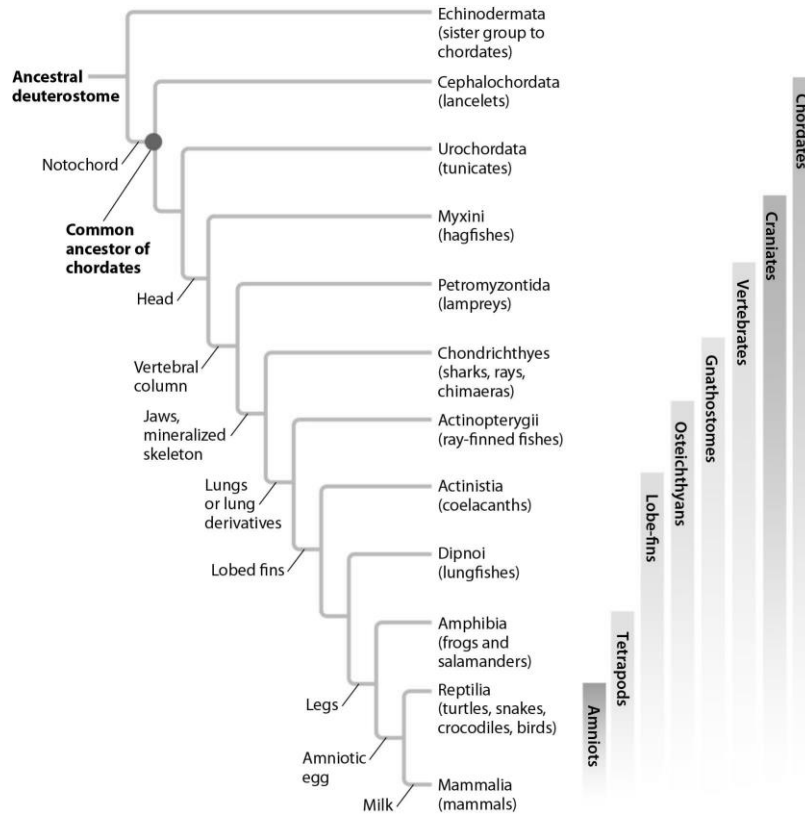 Echinodermata
(sister group to
chordates)
Ancestral
deuterostome
Cephalochordata
(lancelets)
Notochord
Urochordata
(tunicates)
Common
ancestor of
chordates
Myxini
(hagfishes)
Head
Petromyzontida
(lampreys)
Vertebral
column
Chondrichthyes
(sharks, rays,
chimaeras)
Jaws,
mineralized
skeleton
Actinopterygii
(ray-finned fishes)
Lungs
or lung
derivatives
Actinistia
(coelacanths)
Lobed fins
Dipnoi
(lungfishes)
Amphibia
(frogs and
salamanders)
Legs
Reptilia
(turtles, snakes,
crocodiles, birds)
Amniotic
egg
Mammalia
(mammals)
Milk
Amniots
Tetrapods
Lobe-fins
Osteichthyans
Gnathostomes
Vertebrates
Craniates
Chordates